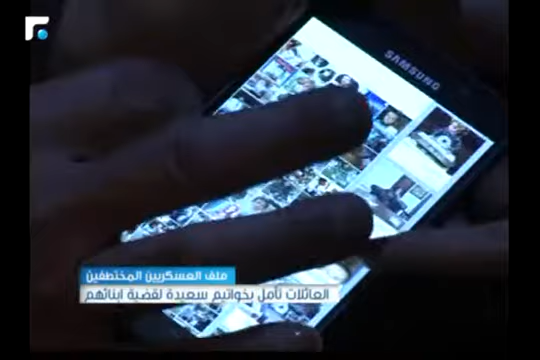 SAMSUNG
ملف العسكريين المختطفين
العائلات تأمل بخواتيم سعيدة لقضية ابنائهم